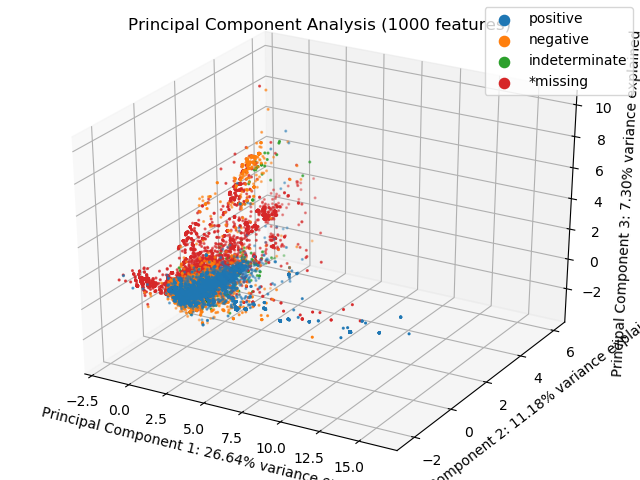 Principal Component Analysis (1000 features)
positive
negative
indeterminate
*missing
10
8
6
4
2
0
−2
Principal Component 3: 7.30% variance explained
6
4
2
0
−2
omponent 2: 11.18% variance explai
−2.5
0.0
2.5
5.0
7.5
10.0
12.5
15.0
Principal Component 1: 26.64% variance e